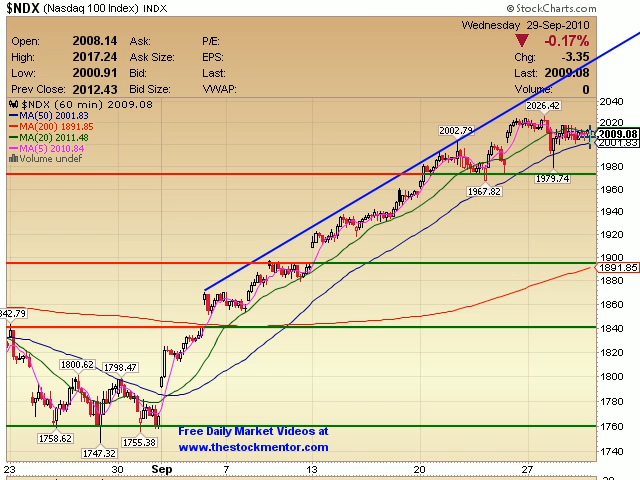 $NDX (Nasdaq 100 Index) INDX
© StockCharts.com
Wednesday 29-Sep-2010
Open: 2008.14 Ask: P/E: -0.17%
High: 2017.24 Ask Size: EPS: Chg: -3.35
Low: 2000.91 Bid: Last: Last: 2009.08
Prev Close: 2012.43 Bid Size: VWAP: Volume: 0
$NDX (60 min) 2009.08
MA(50) 2001.83
MA(200) 1891.85
MA(20) 2011.48
MA(5) 2010.84
Volume undef
2040
2026.42
2020
2009.08
2001.83
2002.79
1980
1979.74
1967.82
1960
1940
1920
1900
1891.85
1880
1860
842.79
1840
1820
1800.62
1798.47
1800
1780
1758.62
1747.32
1755.38
1760
1740
Free Daily Market Videos at
www.thestockmentor.com
23 30 Sep 7 13 20 27